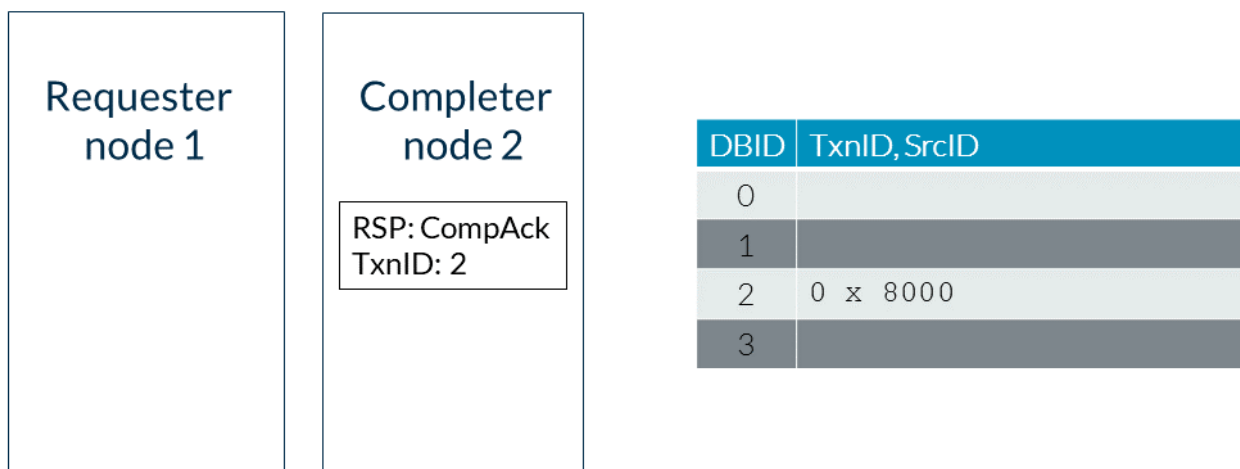 Requester
node 1
Completer
node 2
RSP: CompAck
TxnID: 2
DBID TxnID, SrcID
0
1
2 0 x 8000
3